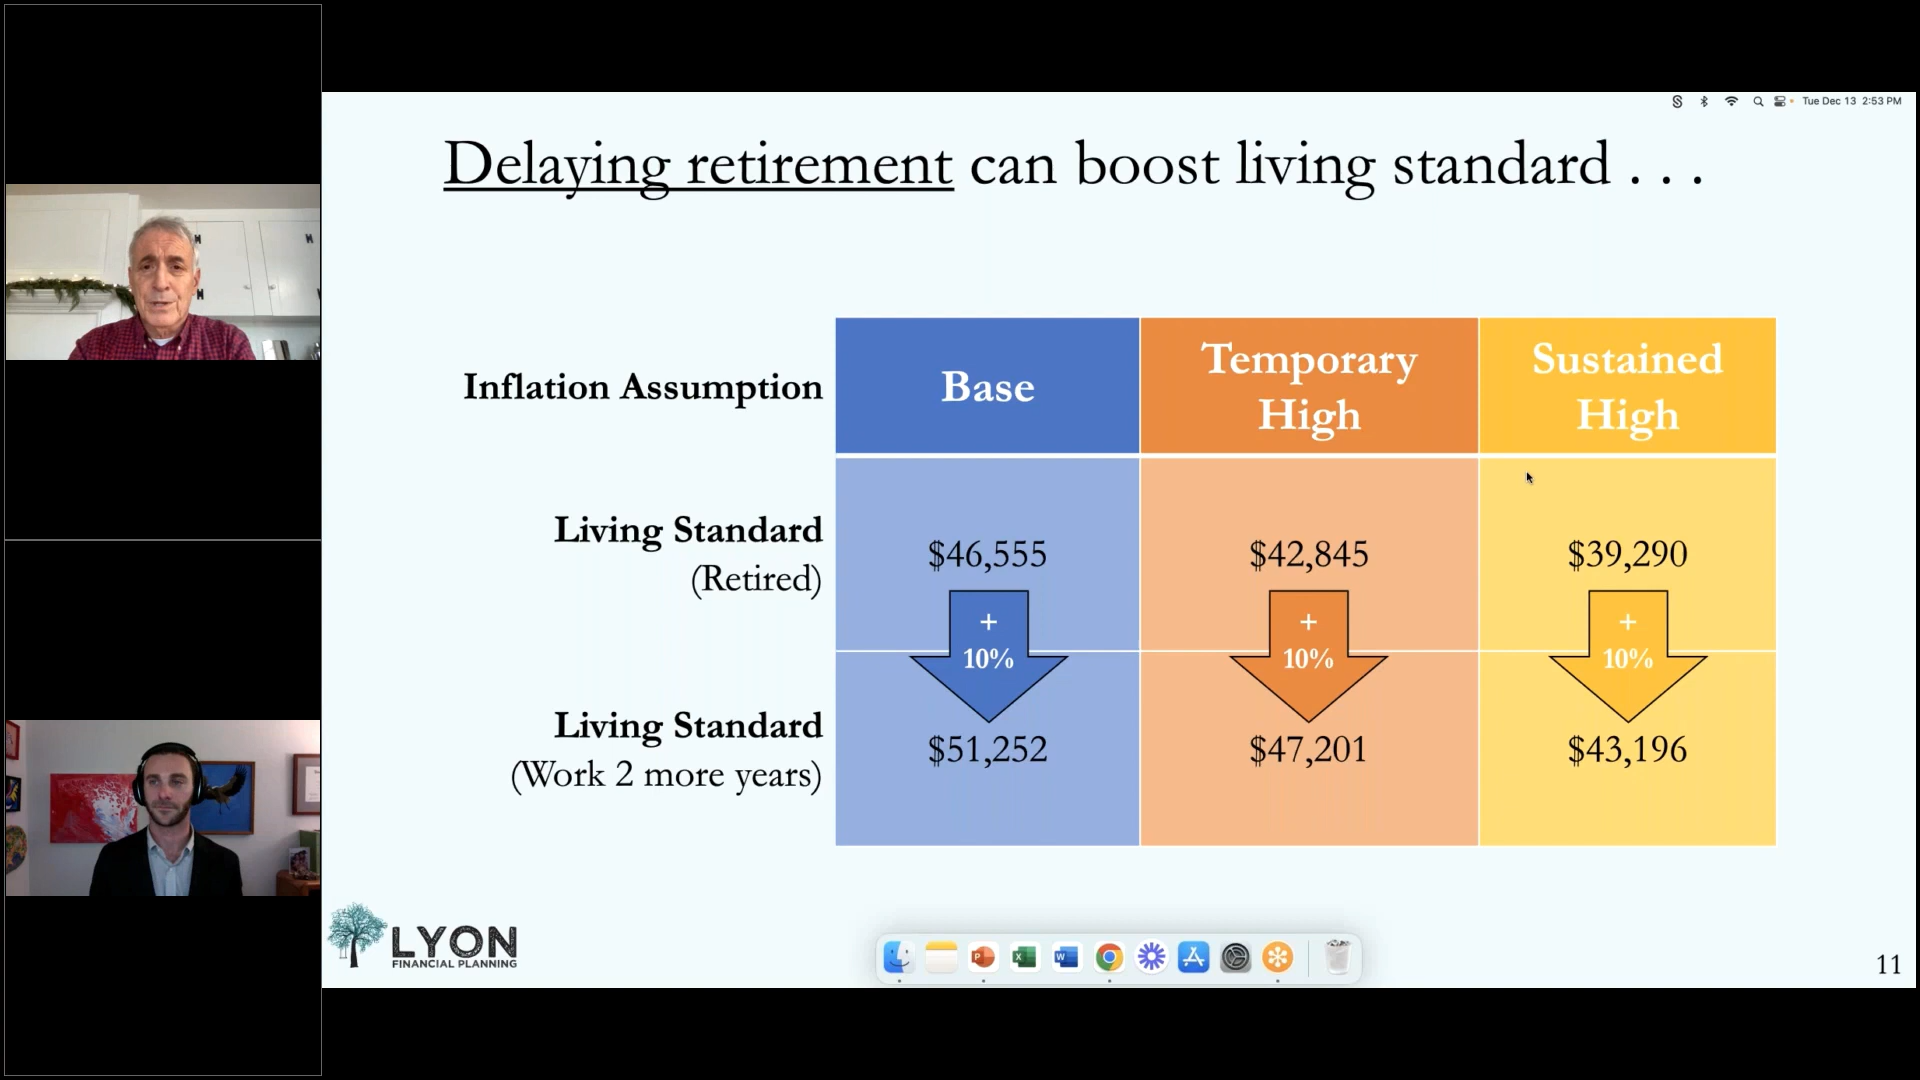 Tue Dec 13 2:53 PM
Delaying retirement can boost living standard . . .
Inflation Assumption
Base
Temporary
High
Sustained
High
Living Standard
(Retired)
$46,555
$42,845
$39,290
+
10%
+
10%
+
10%
Living Standard
(Work 2 more years)
$51,252
$47,201
$43,196
LYON
FINANCIAL PLANNING
11